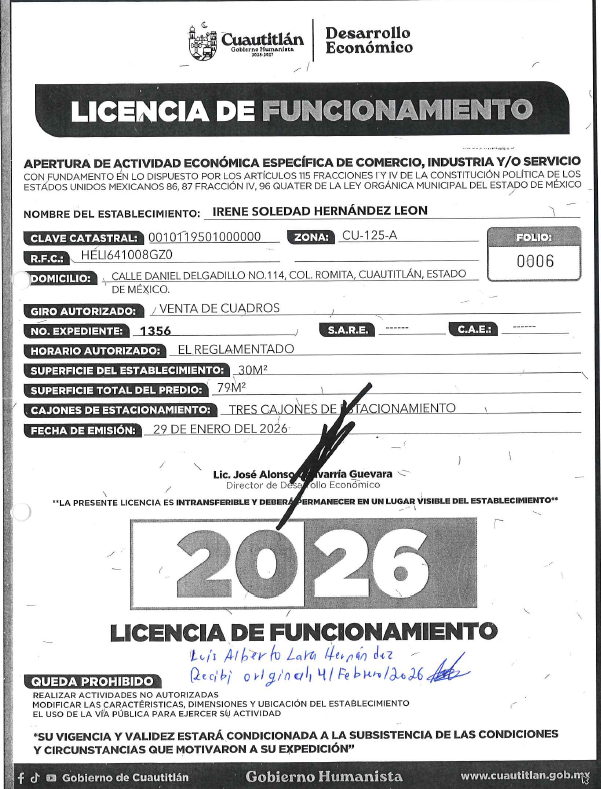 Cuautitlán
Gobierno Humanista
2025-2027
Desarrollo
Económico
LICENCIA DE FUNCIONAMIENTO
APERTURA DE ACTIVIDAD ECONÓMICA ESPECÍFICA DE COMERCIO, INDUSTRIA Y/O SERVICIO
CON FUNDAMENTO EN LO DISPUESTO POR LOS ARTÍCULOS 115 FRACCIONES I Y IV DE LA CONSTITUCIÓN POLÍTICA DE LOS
ESTADOS UNIDOS MEXICANOS 86, 87 FRACCIÓN IV, 96 QUATER DE LA LEY ORGÁNICA MUNICIPAL DEL ESTADO DE MÉXICO
NOMBRE DEL ESTABLECIMIENTO: IRENE SOLEDAD HERNÁNDEZ LEON
CLAVE CATASTRAL: 0010119501000000 ZONA: CU-125-A
FOLIO:
0006
R.F.C.: HELI641008GZ0
DOMICILIO: CALLE DANIEL DELGADILLO NO.114, COL. ROMITA, CUAUTITLÁN, ESTADO
DE MÉXICO.
GIRO AUTORIZADO: VENTA DE CUADROS
NO. EXPEDIENTE: 1356 S.A.R.E. ------ C.A.E.: ------
HORARIO AUTORIZADO: EL REGLAMENTADO
SUPERFICIE DEL ESTABLECIMIENTO: 30M²
SUPERFICIE TOTAL DEL PREDIO: 79M²
CAJONES DE ESTACIONAMIENTO: TRES CAJONES DE ESTACIONAMIENTO
FECHA DE EMISIÓN: 29 DE ENERO DEL 2026
Lic. José Alonso Guevara
Director de Desarrollo Económico
**LA PRESENTE LICENCIA ES INTRANSFERIBLE Y DEBERÁ PERMANECER EN UN LUGAR VISIBLE DEL ESTABLECIMIENTO**
2026
LICENCIA DE FUNCIONAMIENTO
Luis Alberto Lara Hernández
Recibi original 4/Febrero/2026
QUEDA PROHIBIDO
REALIZAR ACTIVIDADES NO AUTORIZADAS
MODIFICAR LAS CARACTERÍSTICAS, DIMENSIONES Y UBICACIÓN DEL ESTABLECIMIENTO
EL USO DE LA VÍA PÚBLICA PARA EJERCER SU ACTIVIDAD
"SU VIGENCIA Y VALIDEZ ESTARÁ CONDICIONADA A LA SUBSISTENCIA DE LAS CONDICIONES
Y CIRCUNSTANCIAS QUE MOTIVARON A SU EXPEDICIÓN"
Gobierno de Cuautitlán Gobierno Humanista www.cuautitlan.gob.mx